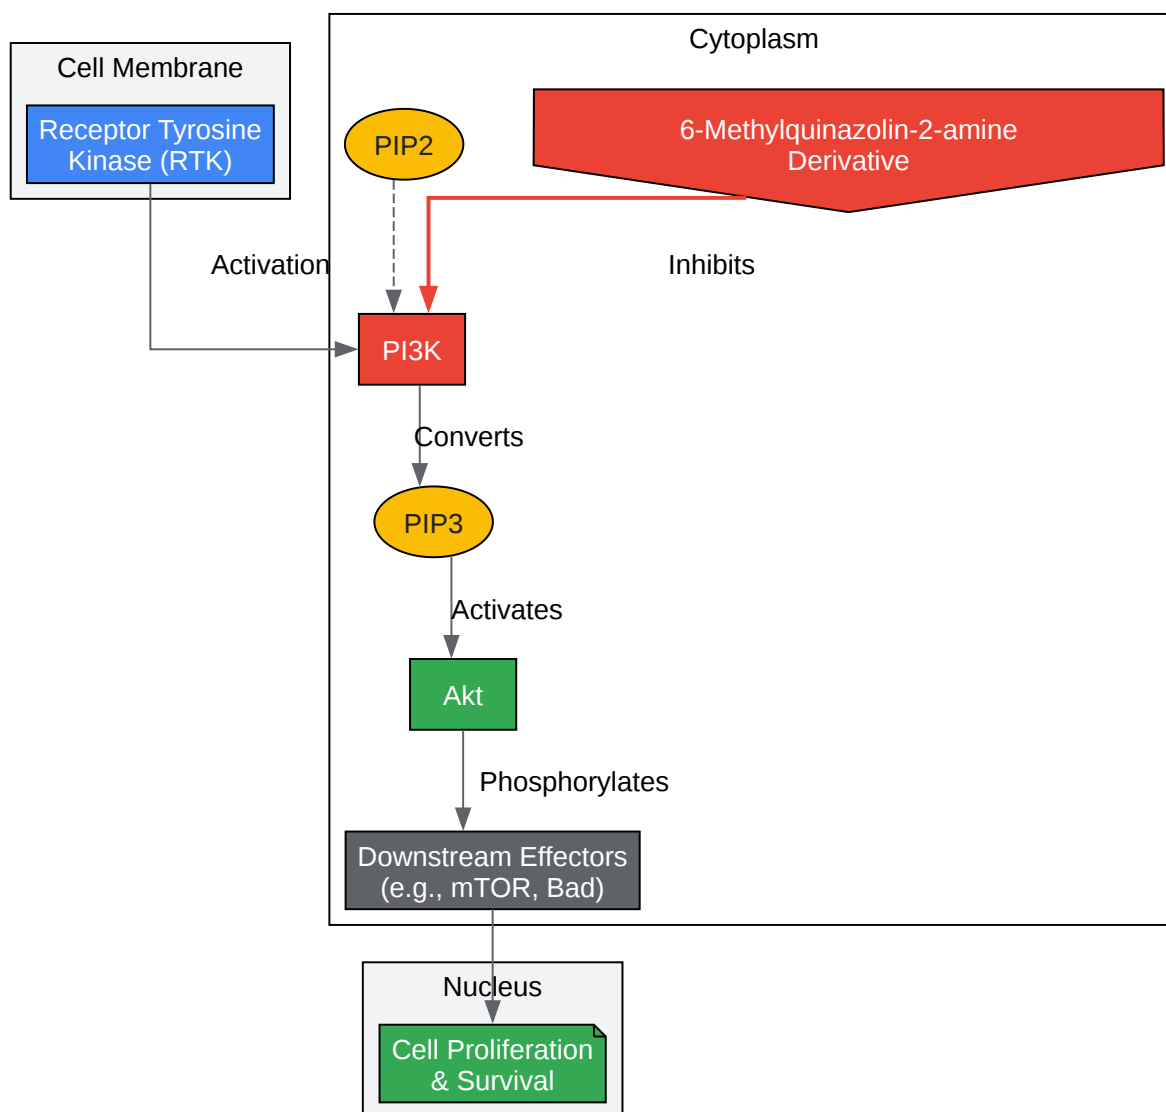 Cytoplasm
Cell Membrane
Receptor Tyrosine
Kinase (RTK)
PIP2
6-Methylquinazolin-2-amine
Derivative
Activation
Inhibits
PI3K
Converts
PIP3
Activates
Akt
Phosphorylates
Downstream Effectors
(e.g., mTOR, Bad)
Nucleus
Cell Proliferation
& Survival